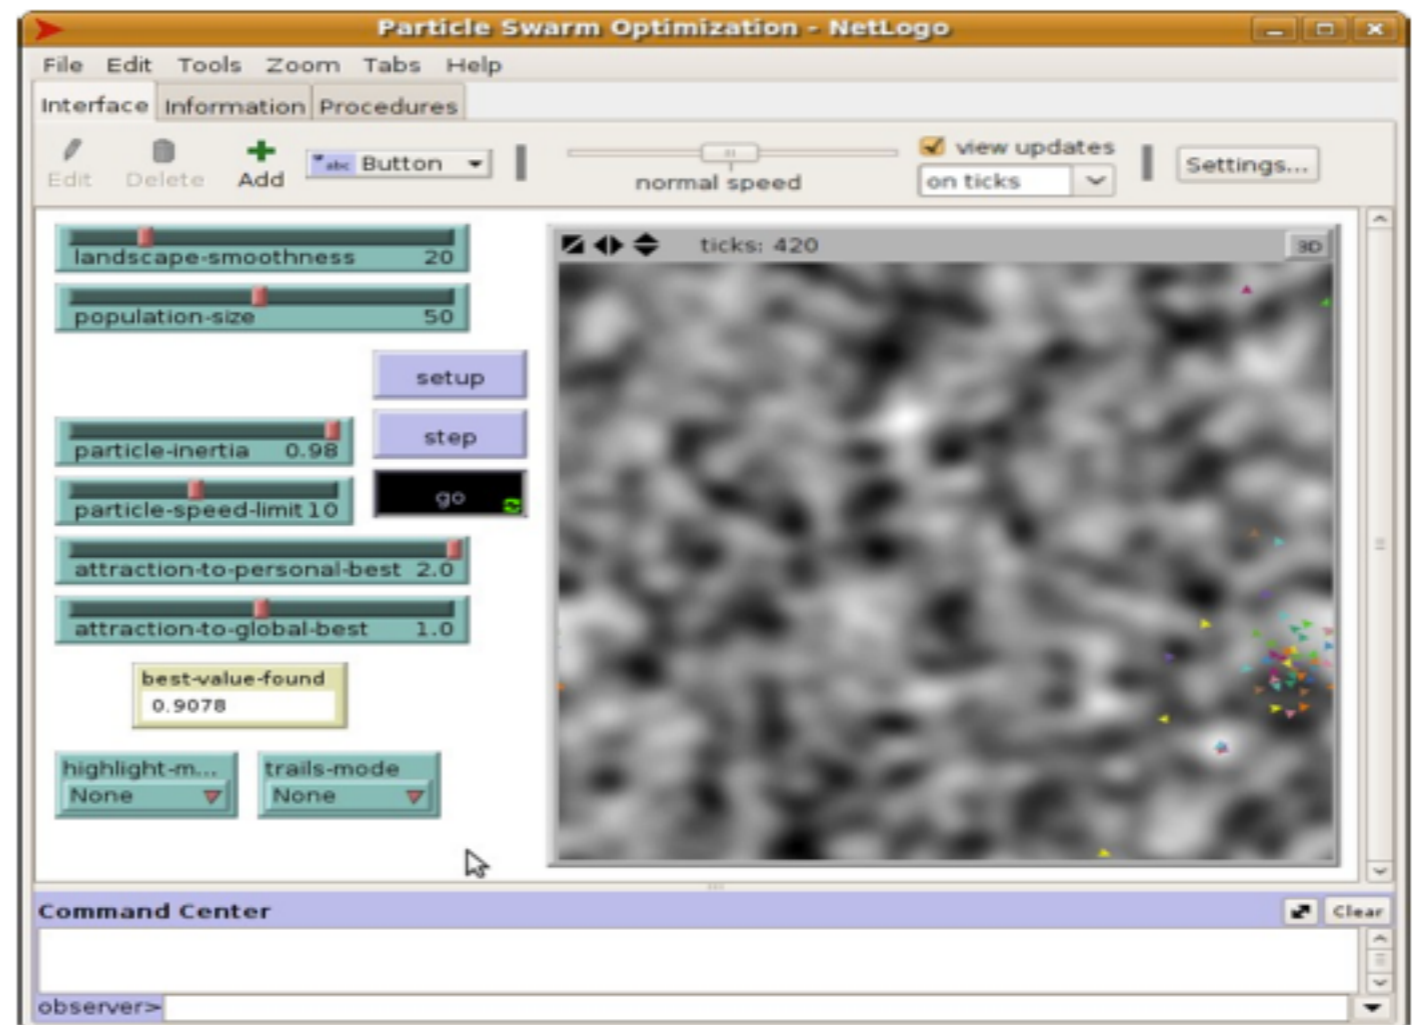 Particle Swarm Optimization - NetLogo
File Edit Tools Zoom Tabs Help
Interface Information Procedures
Edit Delete Add abc Button normal speed view updates on ticks Settings...
landscape-smoothness 20
population-size 50
setup
step
go
particle-inertia 0.98
particle-speed-limit 10
attraction-to-personal-best 2.0
attraction-to-global-best 1.0
best-value-found
0.9078
highlight-m... trails-mode
None None
ticks: 420 3D
Command Center Clear
observer>